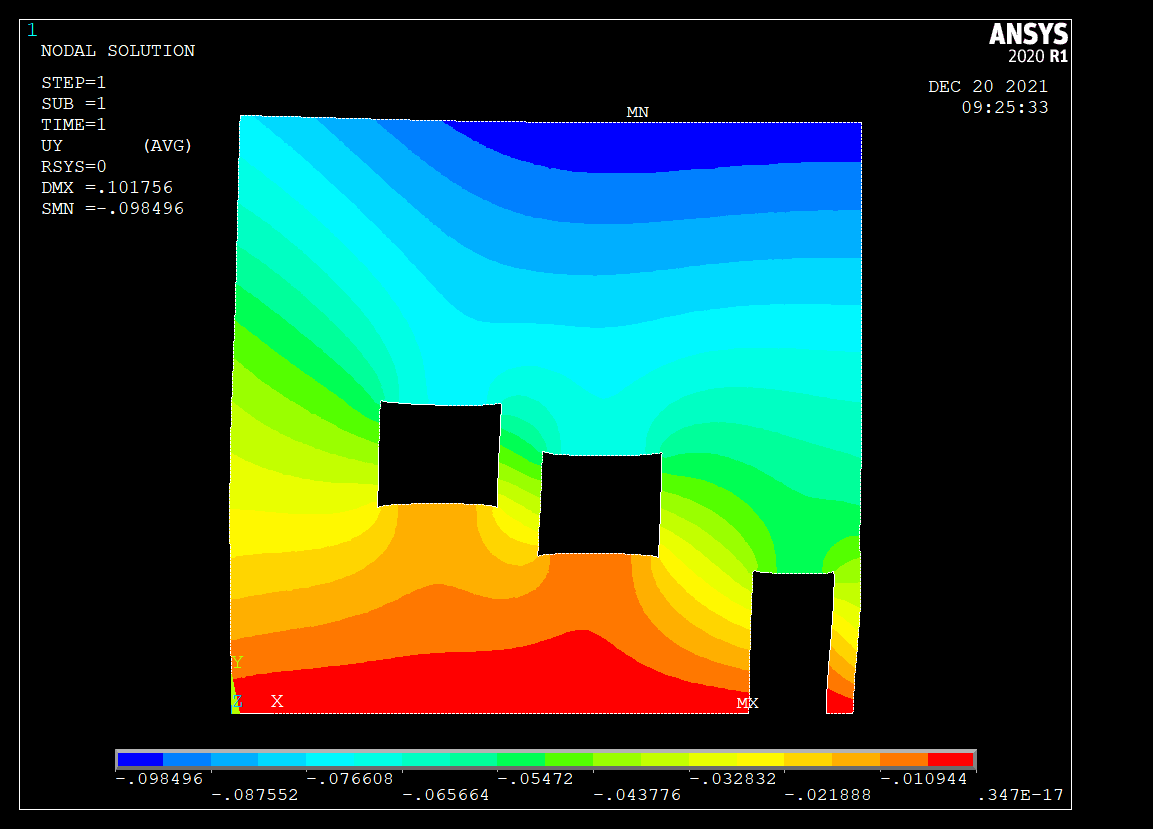 1
NODAL SOLUTION
STEP=1
SUB =1
TIME=1
UY (AVG)
RSYS=0
DMX =.101756
SMN =-.098496
ANSYS
2020 R1
DEC 20 2021
09:25:33
MN
Y
Z X
MX
-.098496 -.076608 -.05472 -.032832 -.010944
-.087552 -.065664 -.043776 -.021888 .347E-17